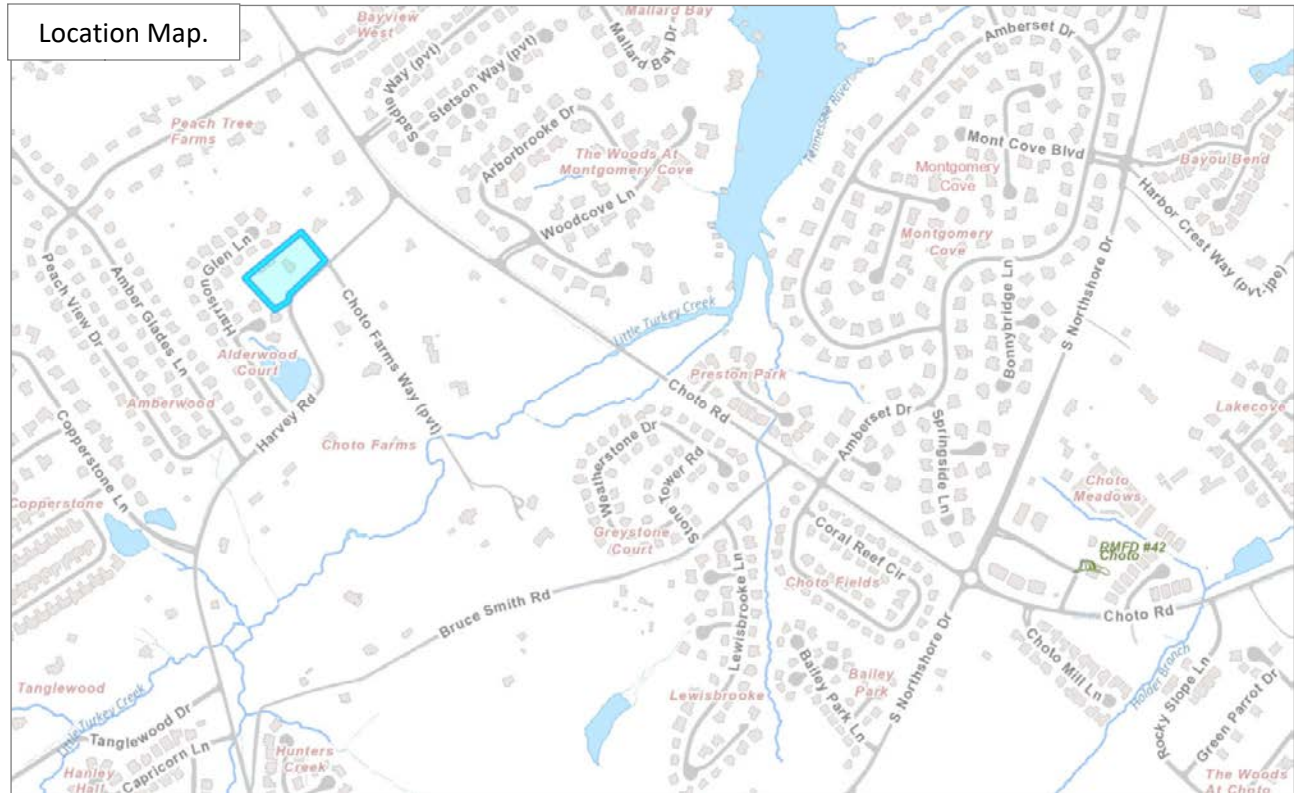 Location Map.
Bayview
West
Mallard Bay
Mallard
Bay Dr
Amberset Dr
Saddle
Way (pvt)
Stetson Way (pvt)
Peach Tree
Farms
Arborbrooke Dr
The Woods At
Montgomery Cove
Tennessee River
Mont Cove Blvd
Montgomery
Cove
Bayou Bend
Woodcove Ln
Montgomery
Cove
Harbor Crest Way (pvt-jpe)
Glen Ln
Harrison
Peach View Dr
Amber Glades Ln
Choto Farms Way (pvt)
Little Turkey Creek
Bonnybridge Ln
S Northshore Dr
Alderwood
Court
Preston Park
Amberwood
Harvey Rd
Choto Rd
Amberset Dr
Springside Ln
Lakecove
Copperstone Ln
Choto Farms
Weatherstone Dr
Stone
Tower Rd
Choto
Meadows
Copperstone
Greystone
Court
Coral Reef Cir
RMFD #42
Choto
Choto Fields
Bruce Smith Rd
Lewisbrooke Ln
Choto Rd
Choto Mill Ln
Holder Branch
Tanglewood
Little Turkey Creek
Lewisbrooke
Bailey Park Ln
Bailey
Park
S Northshore Dr
Rocky Slope Ln
Green Parrot Dr
Tanglewood Dr
Capricorn Ln
Hunters
Creek
Hanley
Hall
The Woods
At Choto